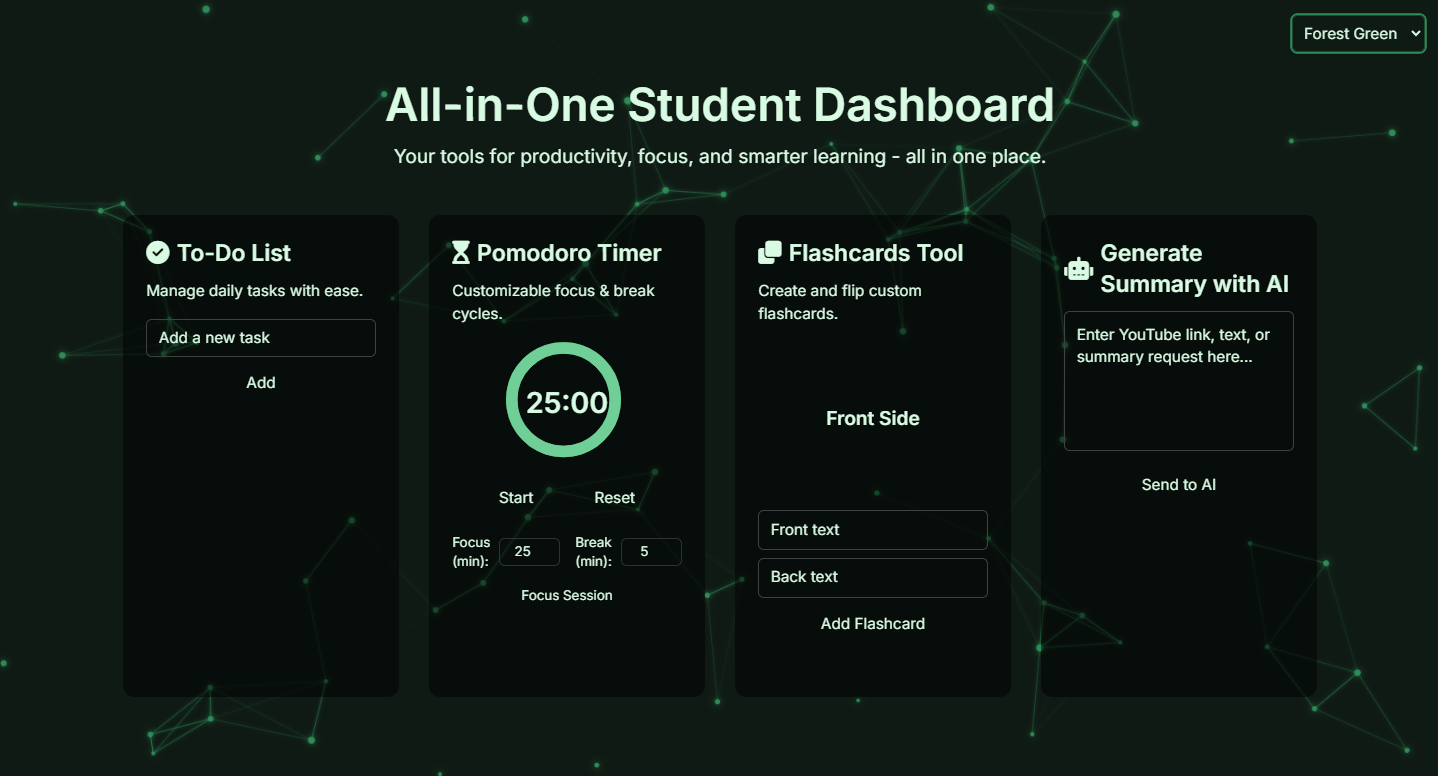 Forest Green
All-in-One Student Dashboard
Your tools for productivity, focus, and smarter learning - all in one place.
To-Do List
Manage daily tasks with ease.
Add a new task
Add
Pomodoro Timer
Customizable focus & break
cycles.
25:00
Start
Reset
Focus
(min):
25
Break
(min):
5
Focus Session
Flashcards Tool
Create and flip custom
flashcards.
Front Side
Front text
Back text
Add Flashcard
Generate
Summary with AI
Enter YouTube link, text, or
summary request here...
Send to AI